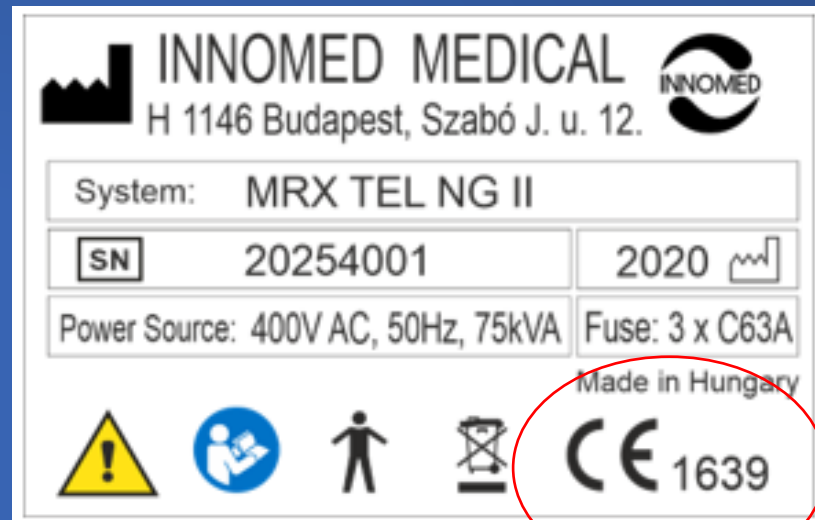 INNOMED MEDICAL
INNOMED
H 1146 Budapest, Szabó J. u. 12.
System: MRX TEL NG II
SN 20254001
2020
Power Source: 400V AC, 50Hz, 75kVA
Fuse: 3 x C63A
Made in Hungary
CE 1639